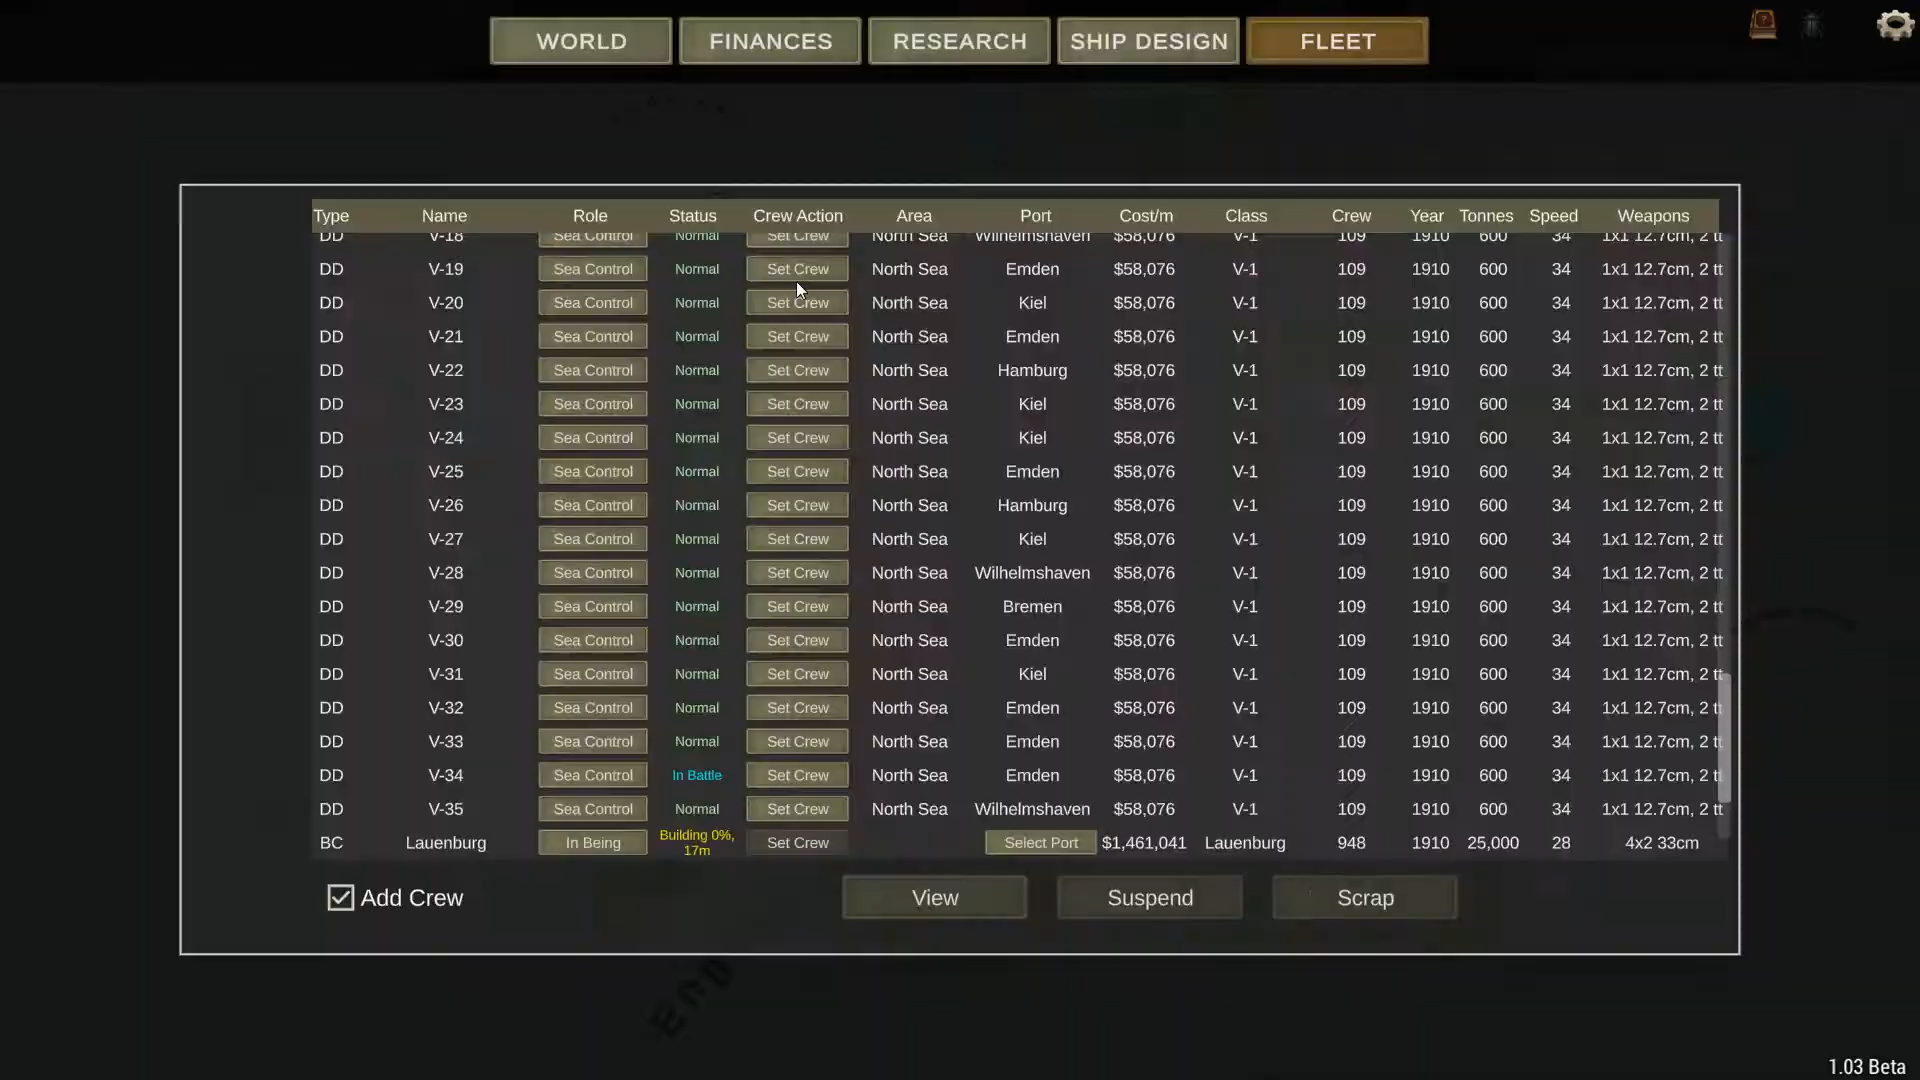 WORLD FINANCES RESEARCH SHIP DESIGN FLEET
Type Name Role Status Crew Action Area Port Cost/m Class Crew Year Tonnes Speed Weapons
DD V-18 Sea Control Normal Set Crew North Sea Wilhelmshaven $58,076 V-1 109 1910 600 34 1x1 12.7cm, 2 tt
DD V-19 Sea Control Normal Set Crew North Sea Emden $58,076 V-1 109 1910 600 34 1x1 12.7cm, 2 tt
DD V-20 Sea Control Normal Set Crew North Sea Kiel $58,076 V-1 109 1910 600 34 1x1 12.7cm, 2 tt
DD V-21 Sea Control Normal Set Crew North Sea Emden $58,076 V-1 109 1910 600 34 1x1 12.7cm, 2 tt
DD V-22 Sea Control Normal Set Crew North Sea Hamburg $58,076 V-1 109 1910 600 34 1x1 12.7cm, 2 tt
DD V-23 Sea Control Normal Set Crew North Sea Kiel $58,076 V-1 109 1910 600 34 1x1 12.7cm, 2 tt
DD V-24 Sea Control Normal Set Crew North Sea Kiel $58,076 V-1 109 1910 600 34 1x1 12.7cm, 2 tt
DD V-25 Sea Control Normal Set Crew North Sea Emden $58,076 V-1 109 1910 600 34 1x1 12.7cm, 2 tt
DD V-26 Sea Control Normal Set Crew North Sea Hamburg $58,076 V-1 109 1910 600 34 1x1 12.7cm, 2 tt
DD V-27 Sea Control Normal Set Crew North Sea Kiel $58,076 V-1 109 1910 600 34 1x1 12.7cm, 2 tt
DD V-28 Sea Control Normal Set Crew North Sea Wilhelmshaven $58,076 V-1 109 1910 600 34 1x1 12.7cm, 2 tt
DD V-29 Sea Control Normal Set Crew North Sea Bremen $58,076 V-1 109 1910 600 34 1x1 12.7cm, 2 tt
DD V-30 Sea Control Normal Set Crew North Sea Emden $58,076 V-1 109 1910 600 34 1x1 12.7cm, 2 tt
DD V-31 Sea Control Normal Set Crew North Sea Kiel $58,076 V-1 109 1910 600 34 1x1 12.7cm, 2 tt
DD V-32 Sea Control Normal Set Crew North Sea Emden $58,076 V-1 109 1910 600 34 1x1 12.7cm, 2 tt
DD V-33 Sea Control Normal Set Crew North Sea Emden $58,076 V-1 109 1910 600 34 1x1 12.7cm, 2 tt
DD V-34 Sea Control In Battle Set Crew North Sea Emden $58,076 V-1 109 1910 600 34 1x1 12.7cm, 2 tt
DD V-35 Sea Control Normal Set Crew North Sea Wilhelmshaven $58,076 V-1 109 1910 600 34 1x1 12.7cm, 2 tt
BC Lauenburg In Being Building 0%, 17m Set Crew Select Port $1,461,041 Lauenburg 948 1910 25,000 28 4x2 33cm
Add Crew View Suspend Scrap
1.03 Beta